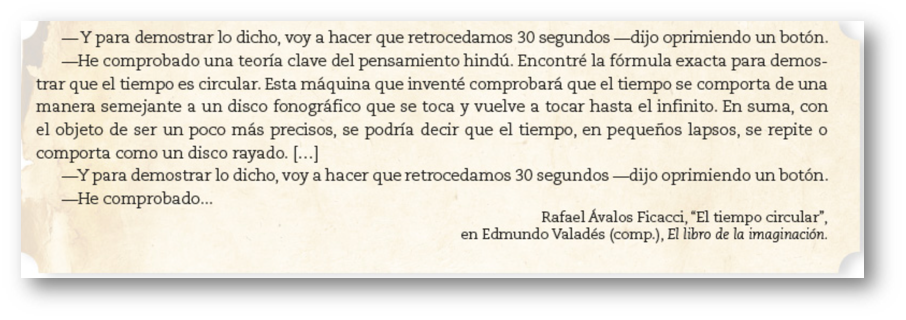 —Y para demostrar lo dicho, voy a hacer que retrocedamos 30 segundos —dijo oprimiendo un botón.
—He comprobado una teoría clave del pensamiento hindú. Encontré la fórmula exacta para demos-
trar que el tiempo es circular. Esta máquina que inventé comprobará que el tiempo se comporta de una
manera semejante a un disco fonográfico que se toca y vuelve a tocar hasta el infinito. En suma, con
el objeto de ser un poco más precisos, se podría decir que el tiempo, en pequeños lapsos, se repite o
comporta como un disco rayado. […]
—Y para demostrar lo dicho, voy a hacer que retrocedamos 30 segundos —dijo oprimiendo un botón.
—He comprobado…
Rafael Ávalos Ficacci, “El tiempo circular”,
en Edmundo Valadés (comp.), El libro de la imaginación.